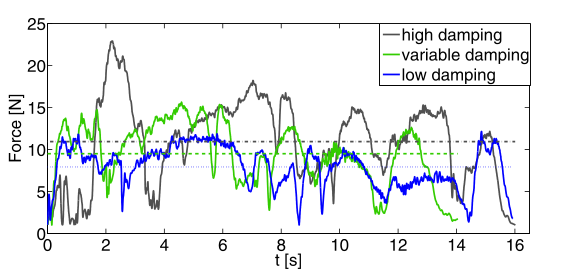 high damping
variable damping
low damping
Force [N]
25
20
15
10
5
0
0 2 4 6 8 10 12 14 16
t [s]